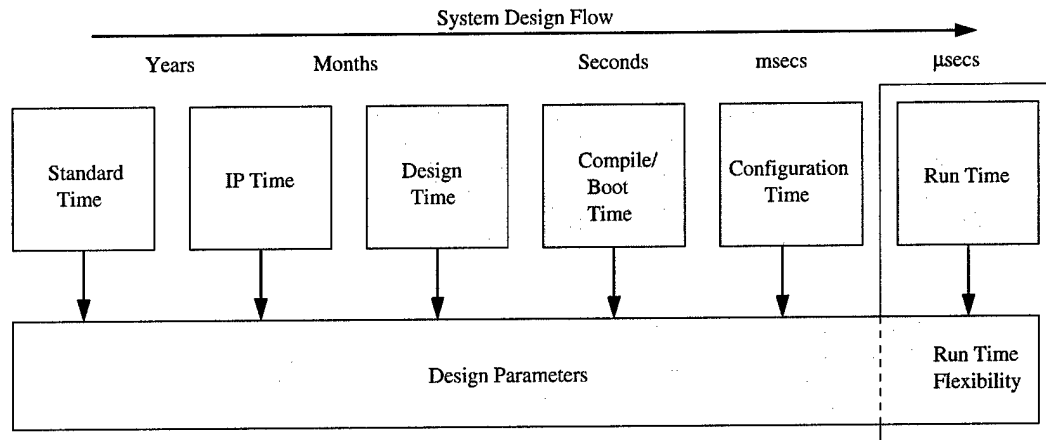 System Design Flow
Years
Months
Seconds
msecs
μsecs
Standard
Time
IP Time
Design
Time
Compile/
Boot
Time
Configuration
Time
Run Time
Design Parameters
Run Time
Flexibility